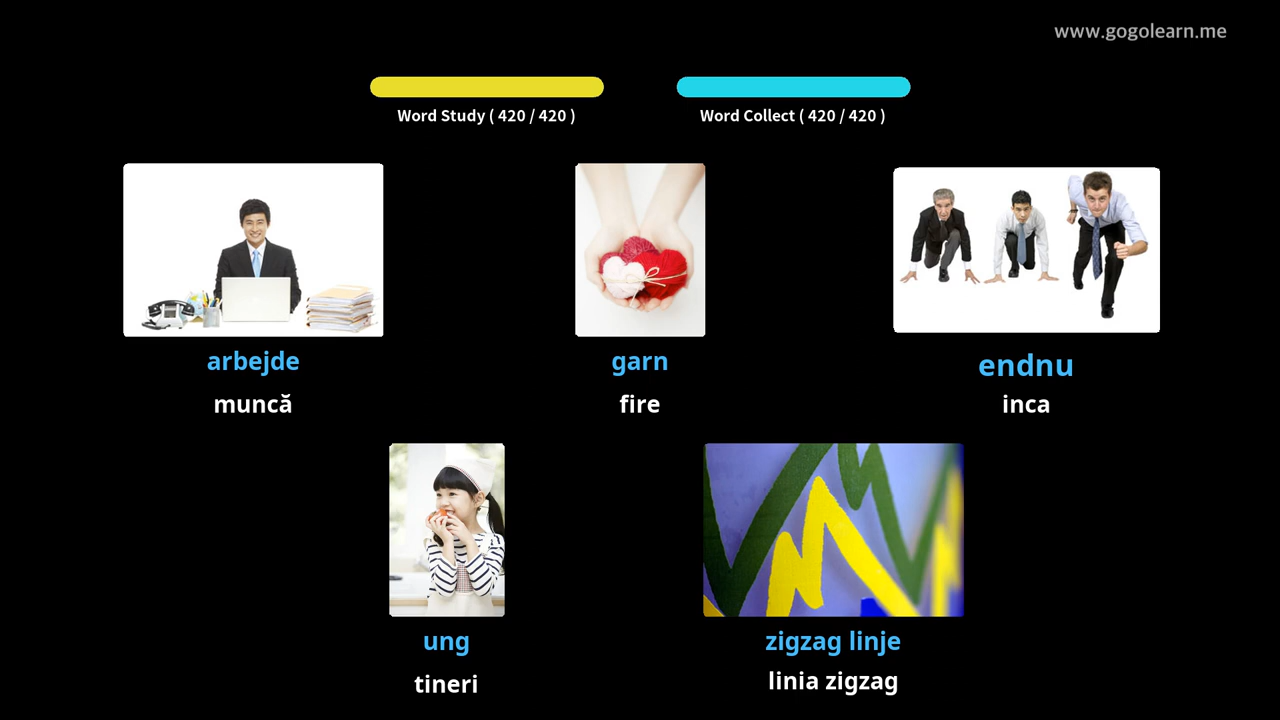 www.gogolearn.me
Word Study ( 420 / 420 )
Word Collect ( 420 / 420 )
arbejde
muncă
garn
fire
endnu
inca
ung
tineri
zigzag linje
linia zigzag